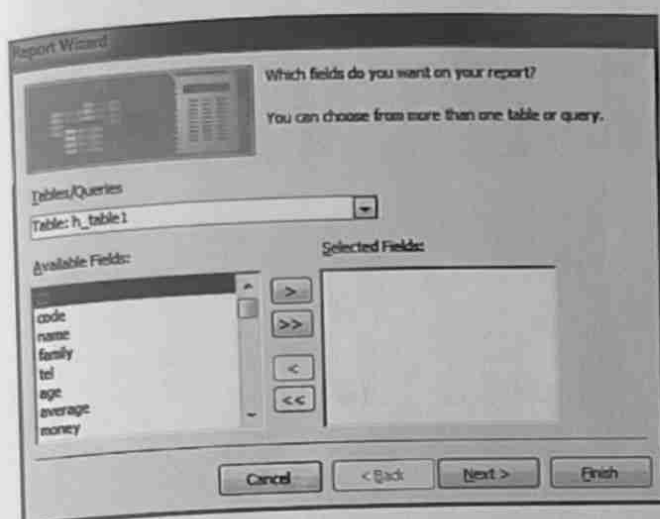 Report Wizard
Which fields do you want on your report?
You can choose from more than one table or query.
Tables/Queries
Table: h_table1
Available Fields:
Selected Fields:
code
name
family
tel
age
average
money
>
>>
<
<<
Cancel
< Back
Next >
Finish